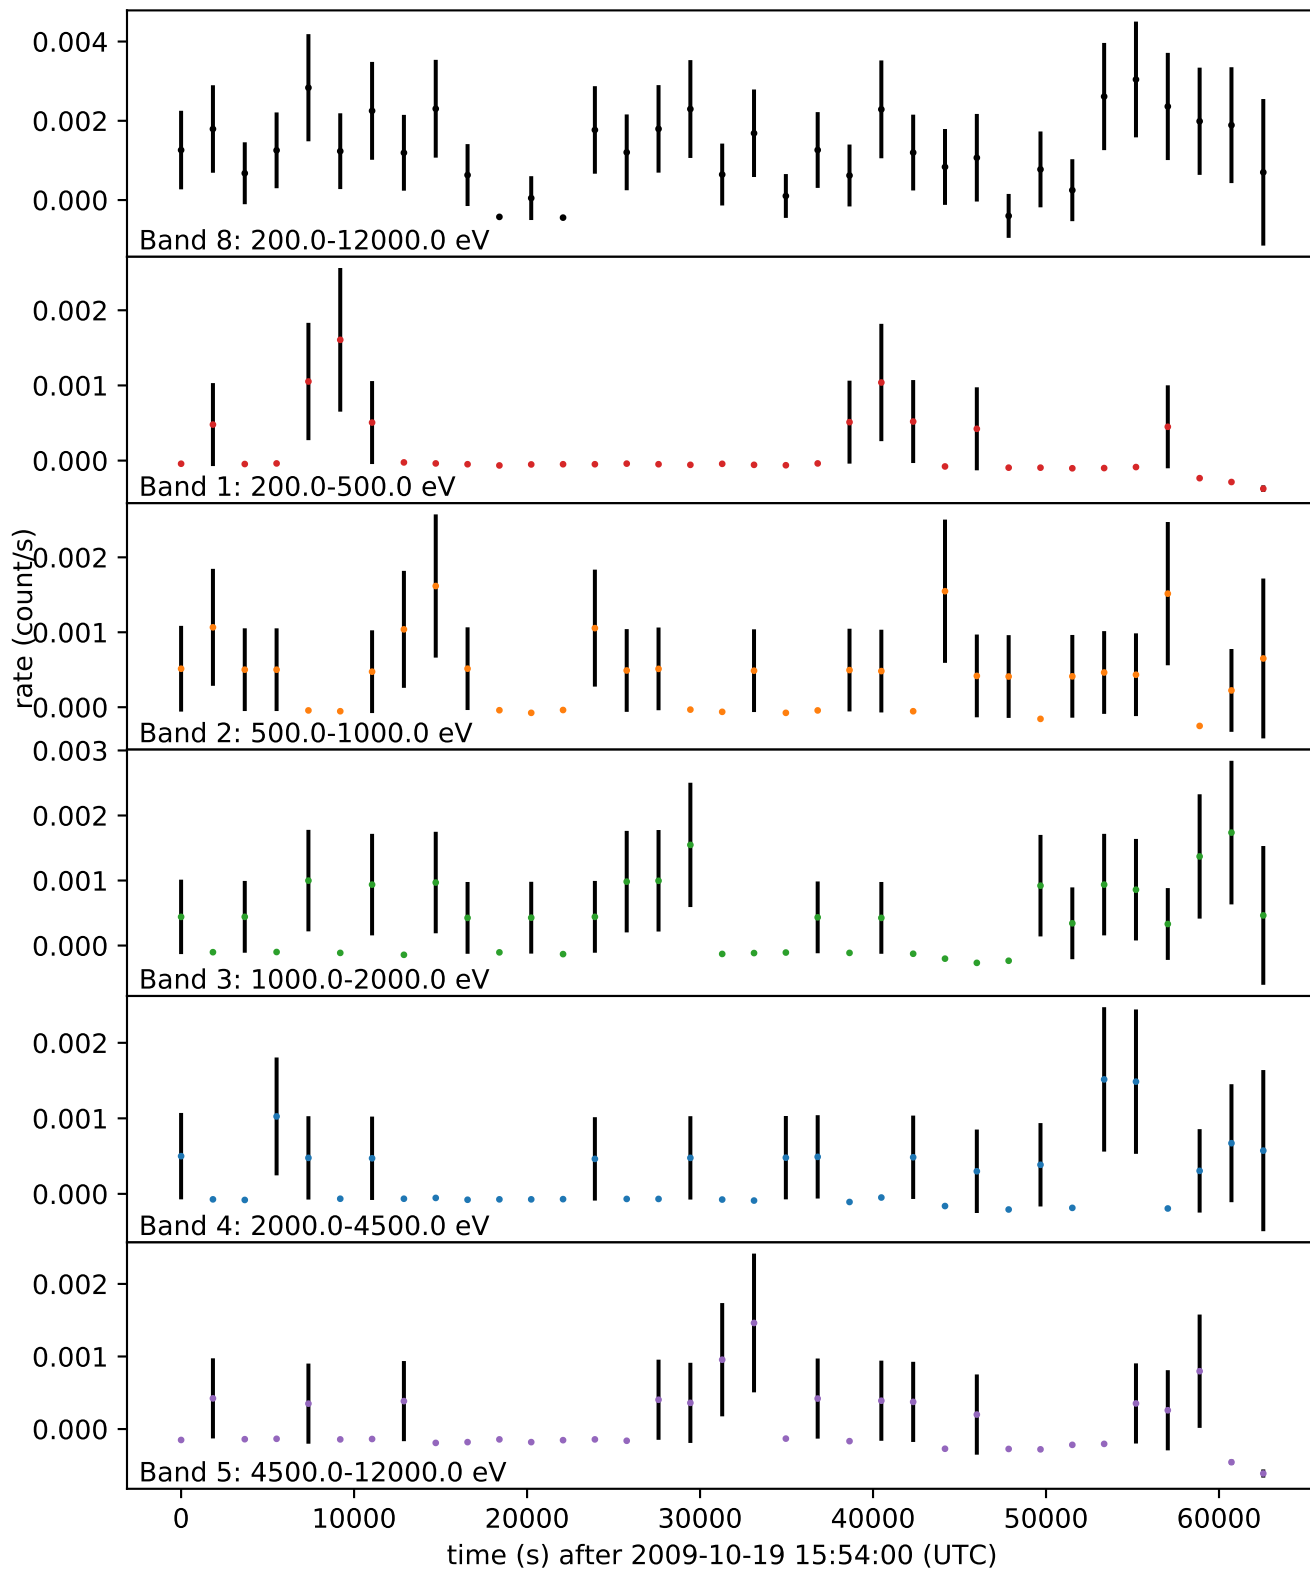 0.004
0.002
0.000
Band 8: 200.0-12000.0 eV
0.002
0.001
0.000
Band 1: 200.0-500.0 eV
rate (count/s)
0.002
0.001
0.000
Band 2: 500.0-1000.0 eV
0.003
0.002
0.001
0.000
Band 3: 1000.0-2000.0 eV
0.002
0.001
0.000
Band 4: 2000.0-4500.0 eV
0.002
0.001
0.000
Band 5: 4500.0-12000.0 eV
0 10000 20000 30000 40000 50000 60000
time (s) after 2009-10-19 15:54:00 (UTC)